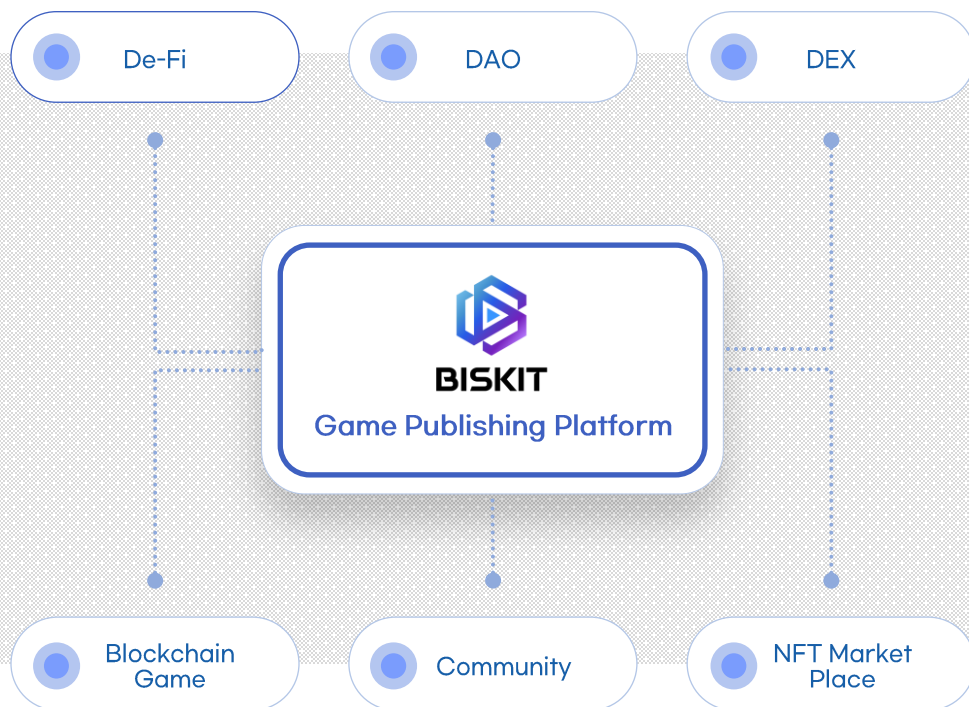 De-Fi
DAO
DEX
BISKIT
Game Publishing Platform
Blockchain
Game
Community
NFT Market
Place